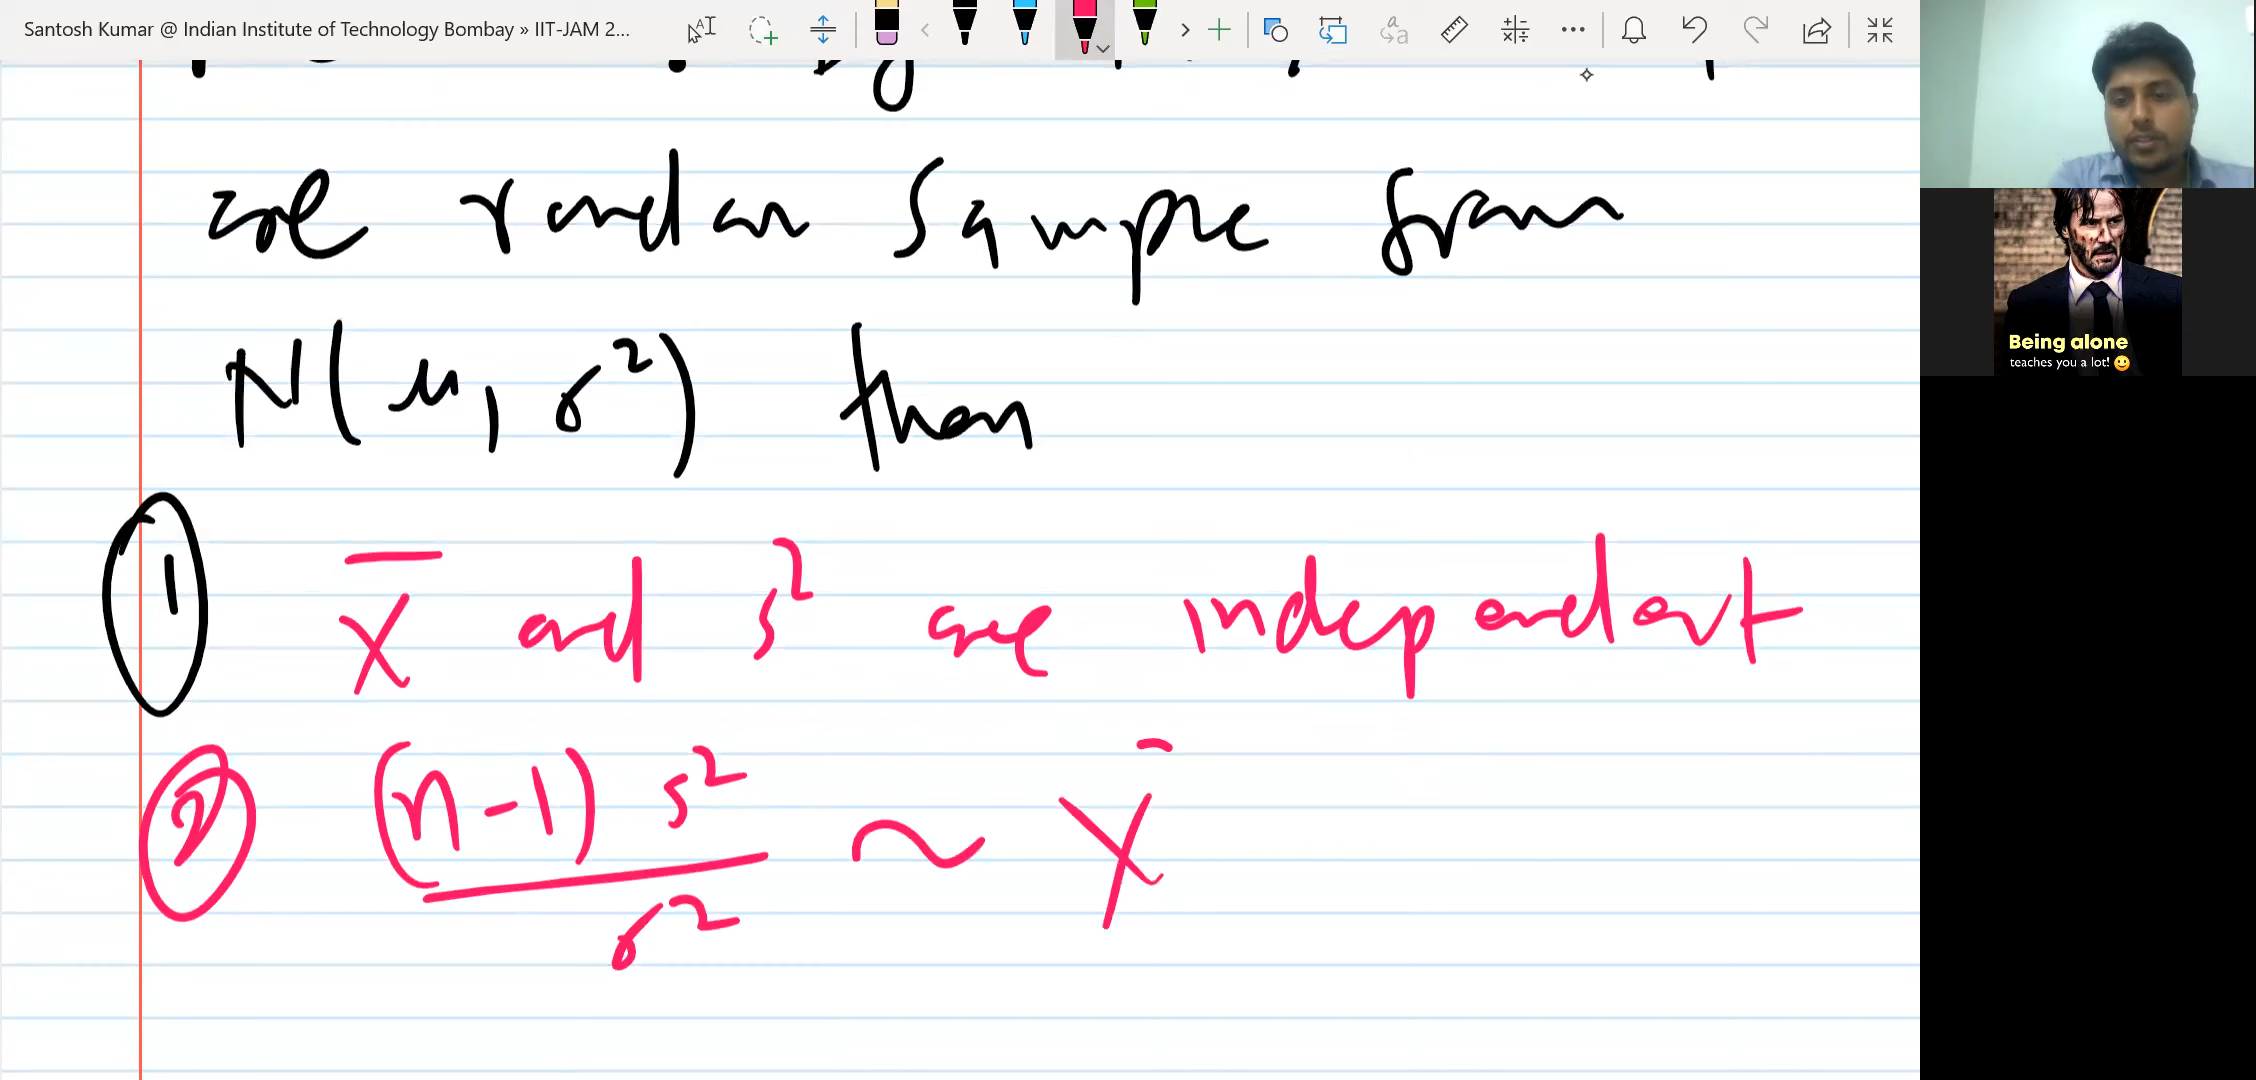 Santosh Kumar @ Indian Institute of Technology Bombay » IIT-JAM 2...
are random sample from
N(μ, σ²) then
① X̄ and s² are independent
② (n-1) s² / σ² ~ χ
Being alone
teaches you a lot! 🙂